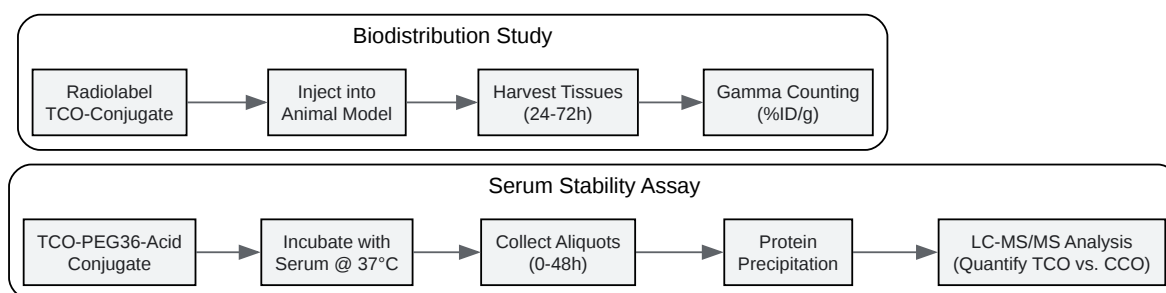 Biodistribution Study
Radiolabel
TCO-Conjugate
Inject into
Animal Model
Harvest Tissues
(24-72h)
Gamma Counting
(%ID/g)
Serum Stability Assay
TCO-PEG36-Acid
Conjugate
Incubate with
Serum @ 37°C
Collect Aliquots
(0-48h)
Protein
Precipitation
LC-MS/MS Analysis
(Quantify TCO vs. CCO)